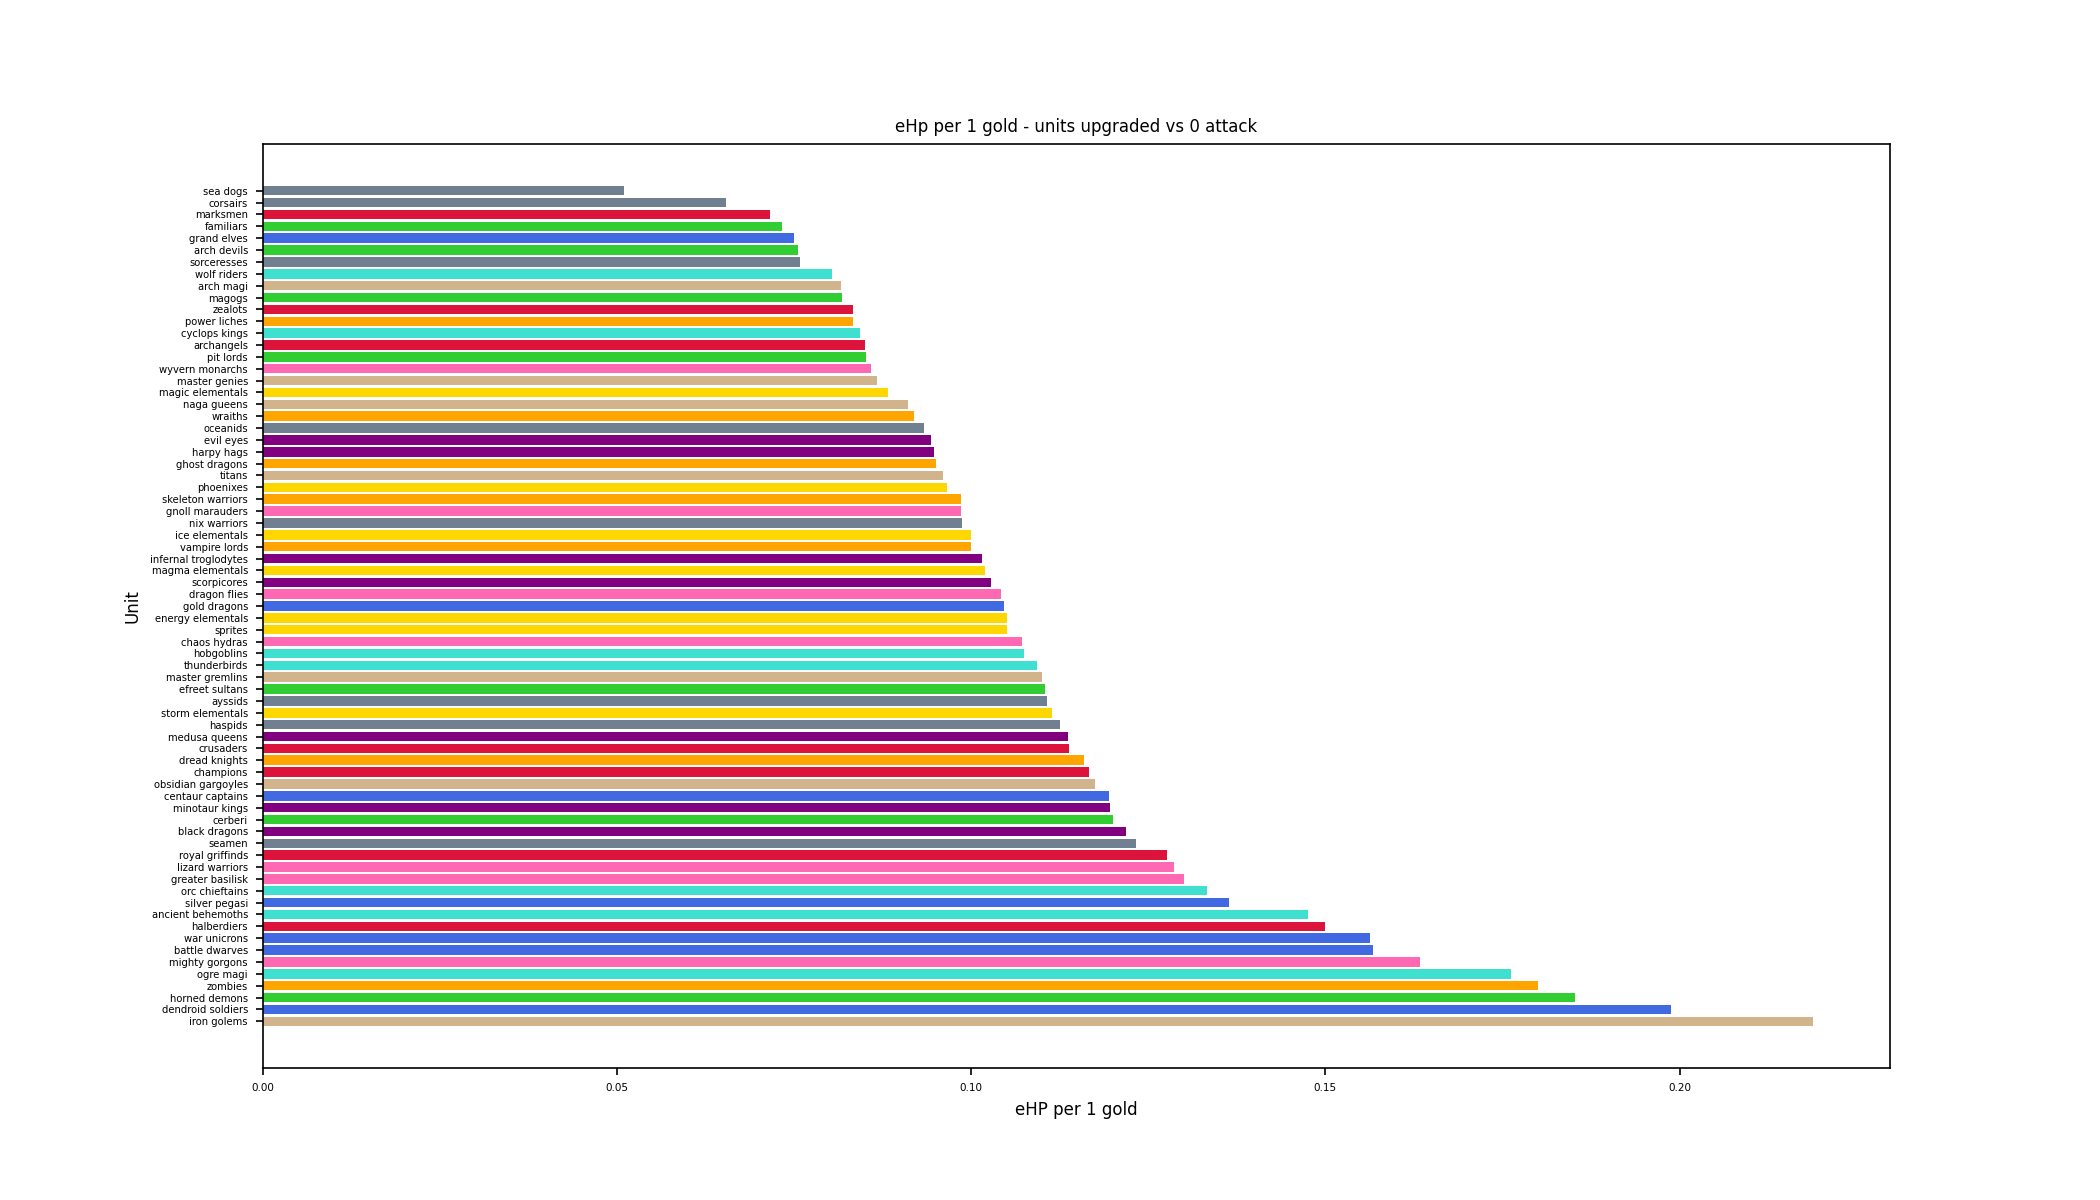 eHp per 1 gold - units upgraded vs 0 attack
Unit
sea dogs
corsairs
marksmen
familiars
grand elves
arch devils
sorceresses
wolf riders
arch magi
magogs
zealots
power liches
cyclops kings
archangels
pit lords
wyvern monarchs
master genies
magic elementals
naga gueens
wraiths
oceanids
evil eyes
harpy hags
ghost dragons
titans
phoenixes
skeleton warriors
gnoll marauders
nix warriors
ice elementals
vampire lords
infernal troglodytes
magma elementals
scorpicores
dragon flies
gold dragons
energy elementals
sprites
chaos hydras
hobgoblins
thunderbirds
master gremlins
efreet sultans
ayssids
storm elementals
haspids
medusa queens
crusaders
dread knights
champions
obsidian gargoyles
centaur captains
minotaur kings
cerberi
black dragons
seamen
royal griffinds
lizard warriors
greater basilisk
orc chieftains
silver pegasi
ancient behemoths
halberdiers
war unicrons
battle dwarves
mighty gorgons
ogre magi
zombies
horned demons
dendroid soldiers
iron golems
0.00 0.05 0.10 0.15 0.20
eHP per 1 gold